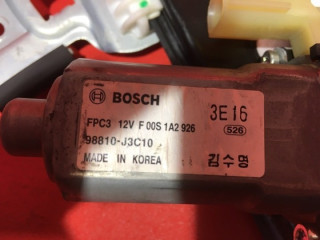 BOSCH
FPC3 12V F 00S 1A2 926
98810-J3C10
MADE IN KOREA
3E16
526
김수영